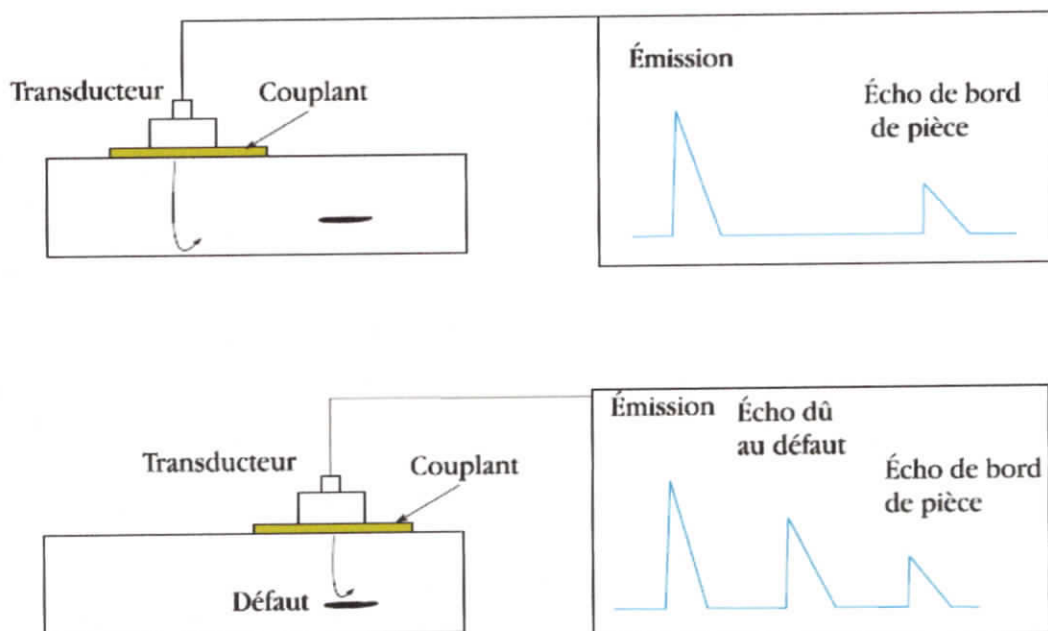 Émission
Transducteur
Couplant
Écho de bord
de pièce
Émission
Écho dû
au défaut
Transducteur
Couplant
Écho de bord
de pièce
Défaut